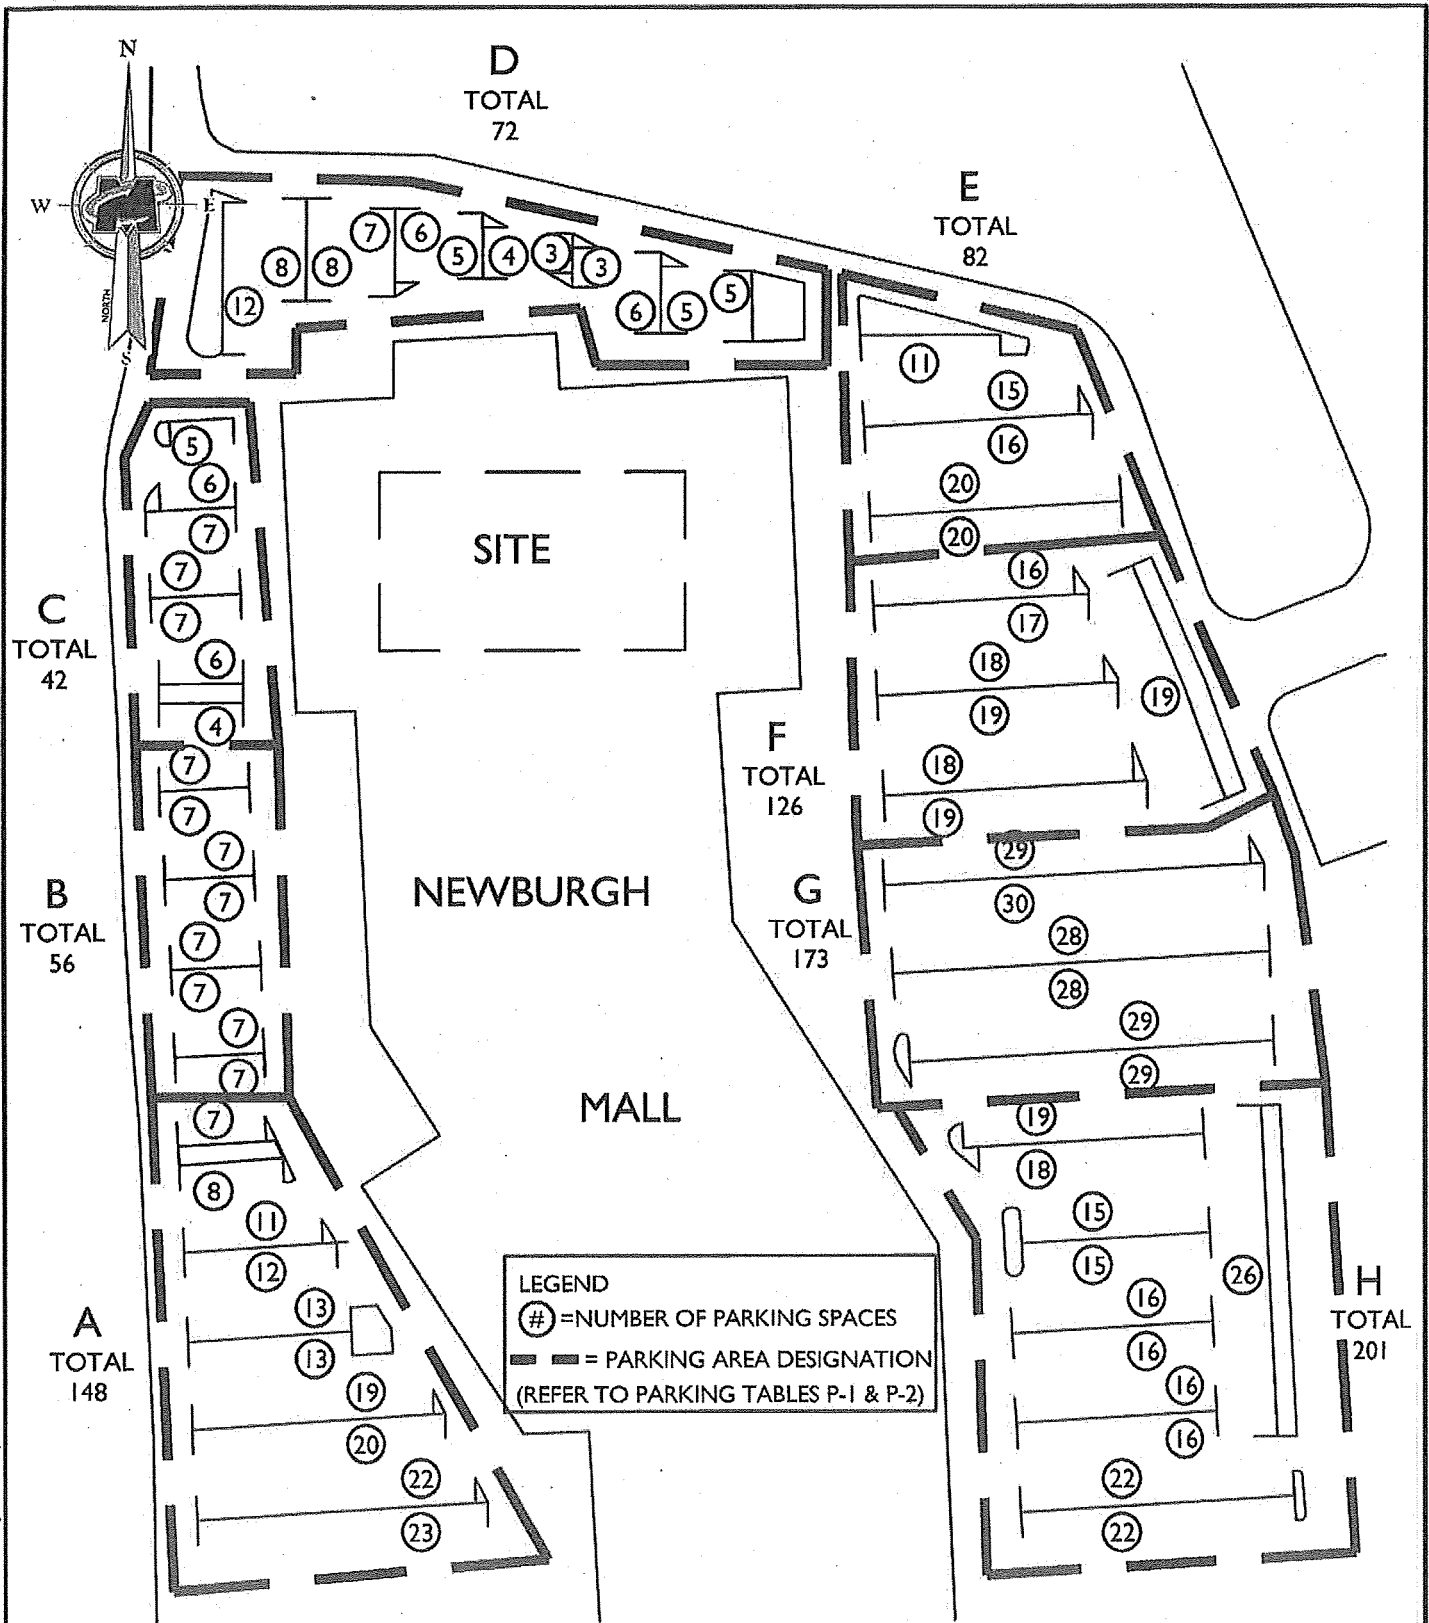 N
W
E
NORTH
S
D
TOTAL
72
E
TOTAL
82
12
8 8
7 6
5 4
3 3
6 5
5
11
15
16
20
20
C
TOTAL
42
5
6
7
7
7
6
4
SITE
F
TOTAL
126
16
17
18
19
18
19
19
B
TOTAL
56
7
7
7
7
7
7
7
7
NEWBURGH
MALL
G
TOTAL
173
29
30
28
28
29
29
A
TOTAL
148
7
8
11
12
13
13
19
20
22
23
H
TOTAL
201
19
18
15
15
26
16
16
16
16
22
22
LEGEND
# =NUMBER OF PARKING SPACES
= PARKING AREA DESIGNATION
(REFER TO PARKING TABLES P-1 & P-2)